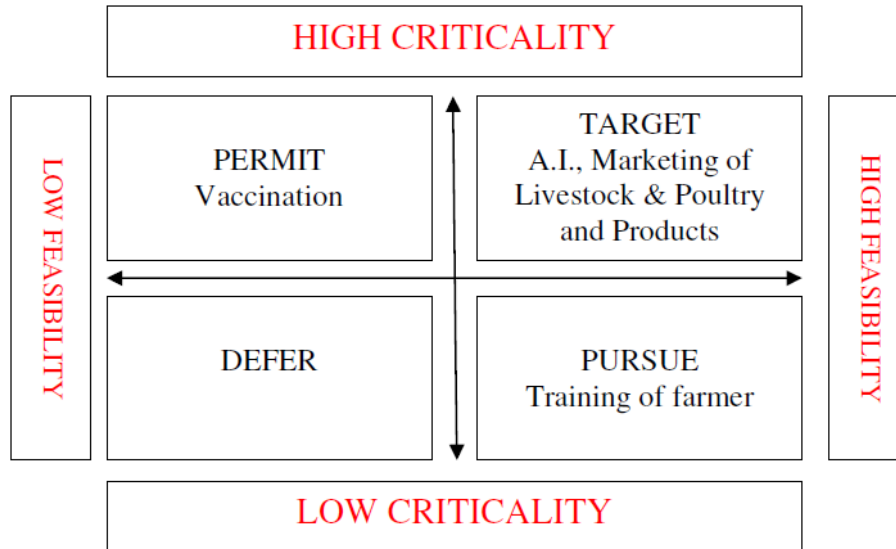 HIGH CRITICALITY
LOW FEASIBILITY
PERMIT
Vaccination
TARGET
A.I., Marketing of
Livestock & Poultry
and Products
HIGH FEASIBILITY
DEFER
PURSUE
Training of farmer
LOW CRITICALITY